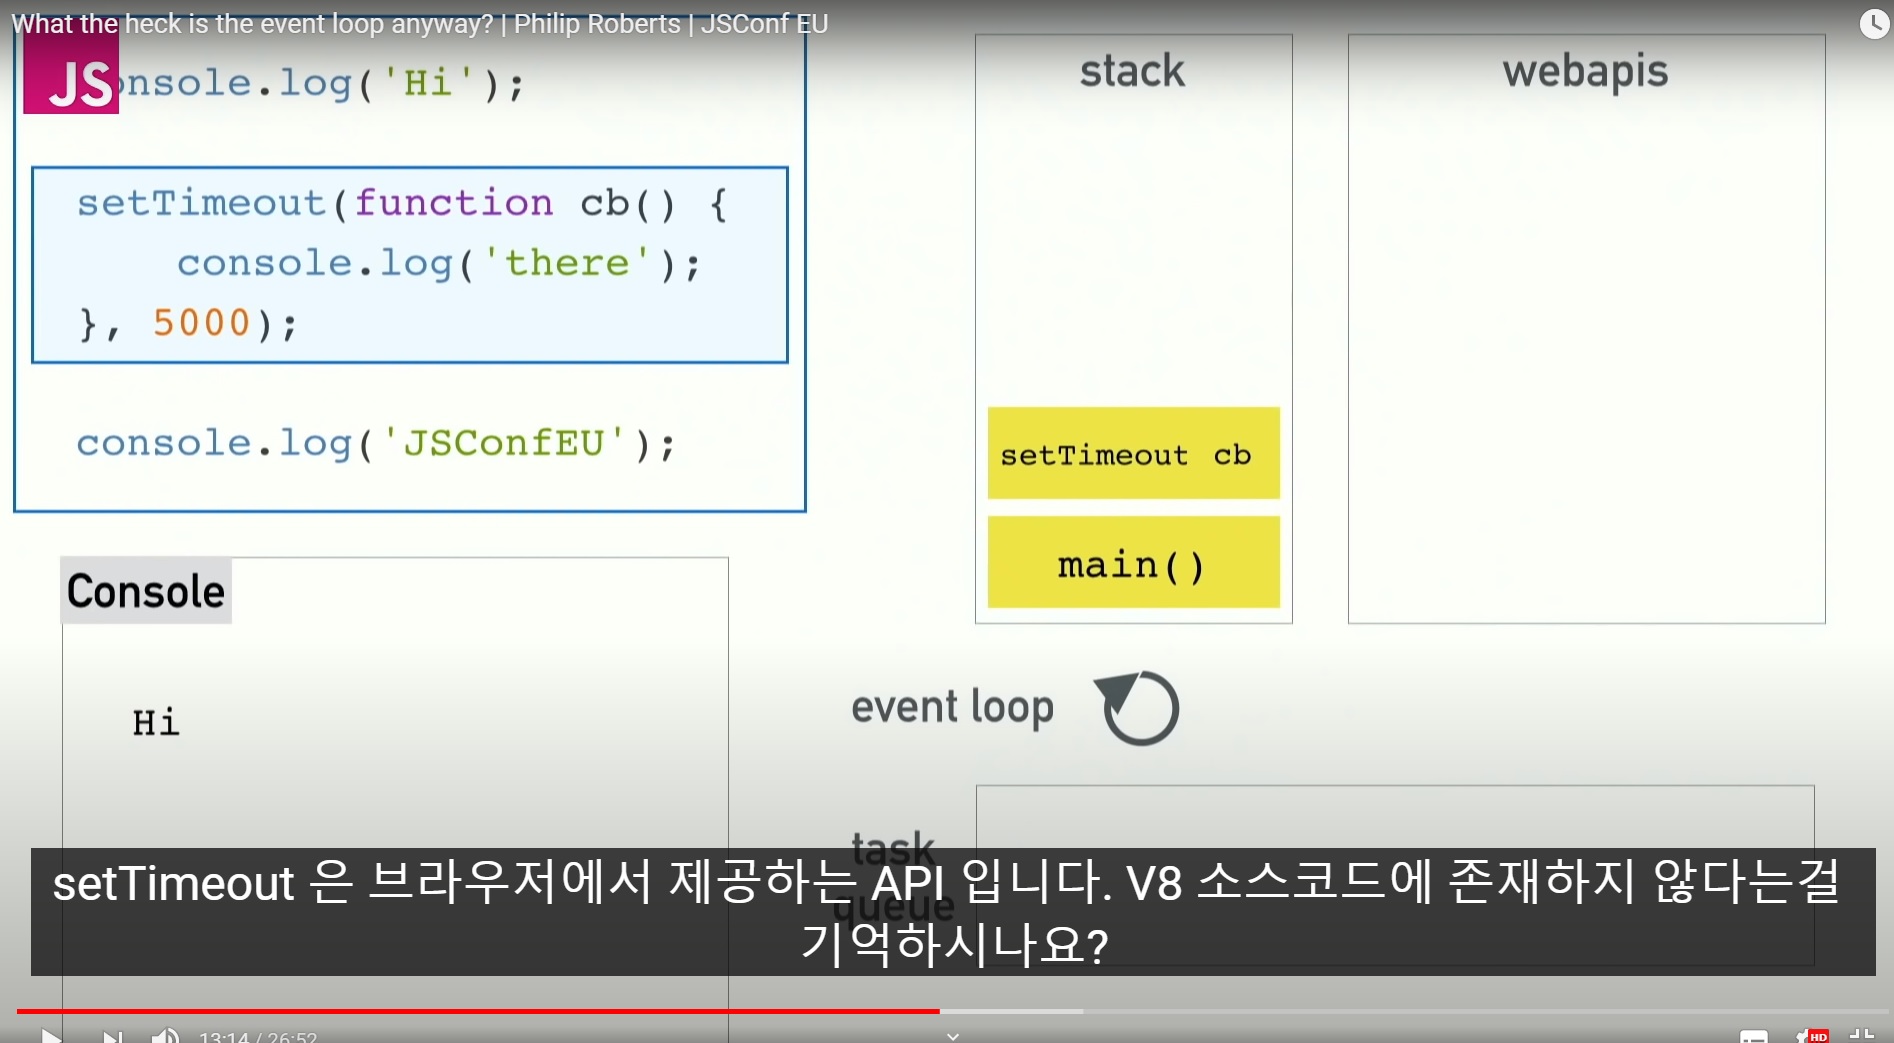 What the heck is the event loop anyway? | Philip Roberts | JSConf EU
JS
onsole.log('Hi');
setTimeout(function cb() {
console.log('there');
}, 5000);
console.log('JSConfEU');
stack
webapis
setTimeout cb
main()
Console
Hi
event loop
task
queue
setTimeout 은 브라우저에서 제공하는 API 입니다. V8 소스코드에 존재하지 않다는걸
기억하시나요?
13:14 / 26:52
HD